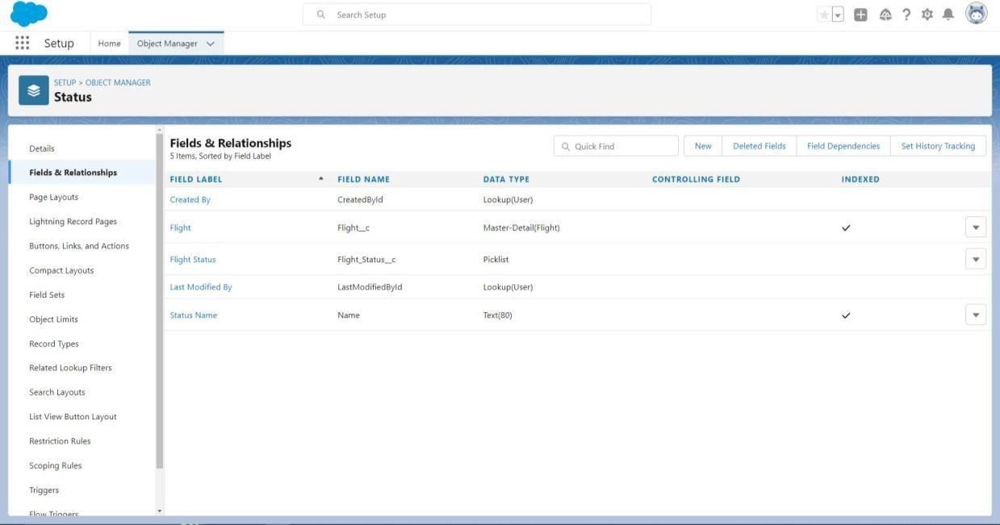 Search Setup
Setup
Home
Object Manager
SETUP > OBJECT MANAGER
Status
Details
Fields & Relationships
Page Layouts
Lightning Record Pages
Buttons, Links, and Actions
Compact Layouts
Field Sets
Object Limits
Record Types
Related Lookup Filters
Search Layouts
List View Button Layout
Restriction Rules
Scoping Rules
Triggers
Flow Triggers
Fields & Relationships
5 Items, Sorted by Field Label
Quick Find
New
Deleted Fields
Field Dependencies
Set History Tracking
FIELD LABEL FIELD NAME DATA TYPE CONTROLLING FIELD INDEXED
Created By CreatedById Lookup(User)
Flight Flight__c Master-Detail(Flight)
Flight Status Flight_Status__c Picklist
Last Modified By LastModifiedById Lookup(User)
Status Name Name Text(80)